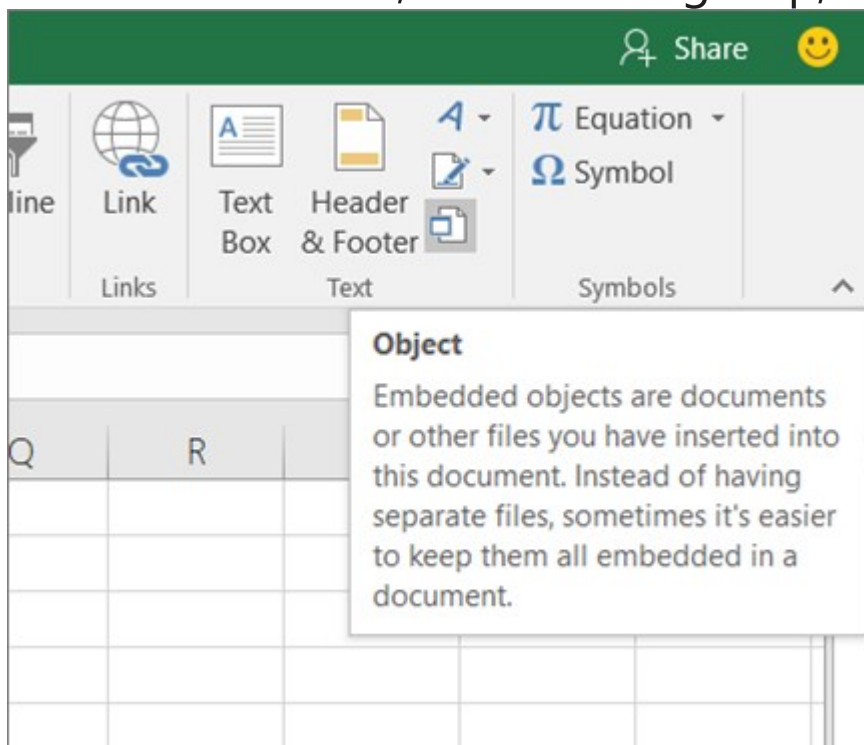 Share
π Equation
Ω Symbol
line
Link
Text
Box
Header
& Footer
Links
Text
Symbols
Object
Embedded objects are documents
or other files you have inserted into
this document. Instead of having
separate files, sometimes it's easier
to keep them all embedded in a
document.
Q
R